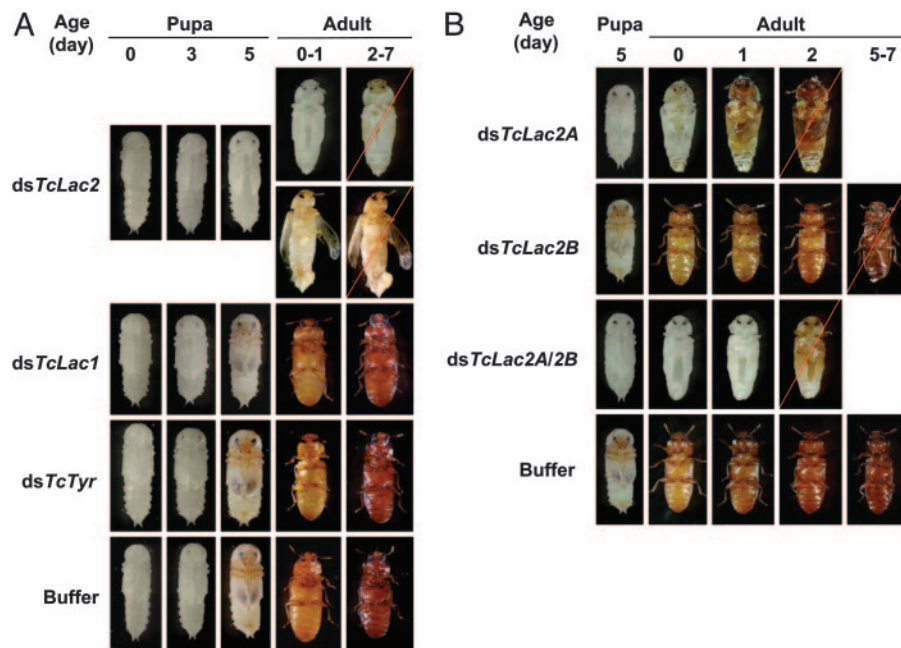 A
Age
(day)
Pupa
Adult
0
3
5
0-1
2-7
dsTcLac2
dsTcLac1
dsTcTyr
Buffer
B
Age
(day)
Pupa
Adult
5
0
1
2
5-7
dsTcLac2A
dsTcLac2B
dsTcLac2A/2B
Buffer